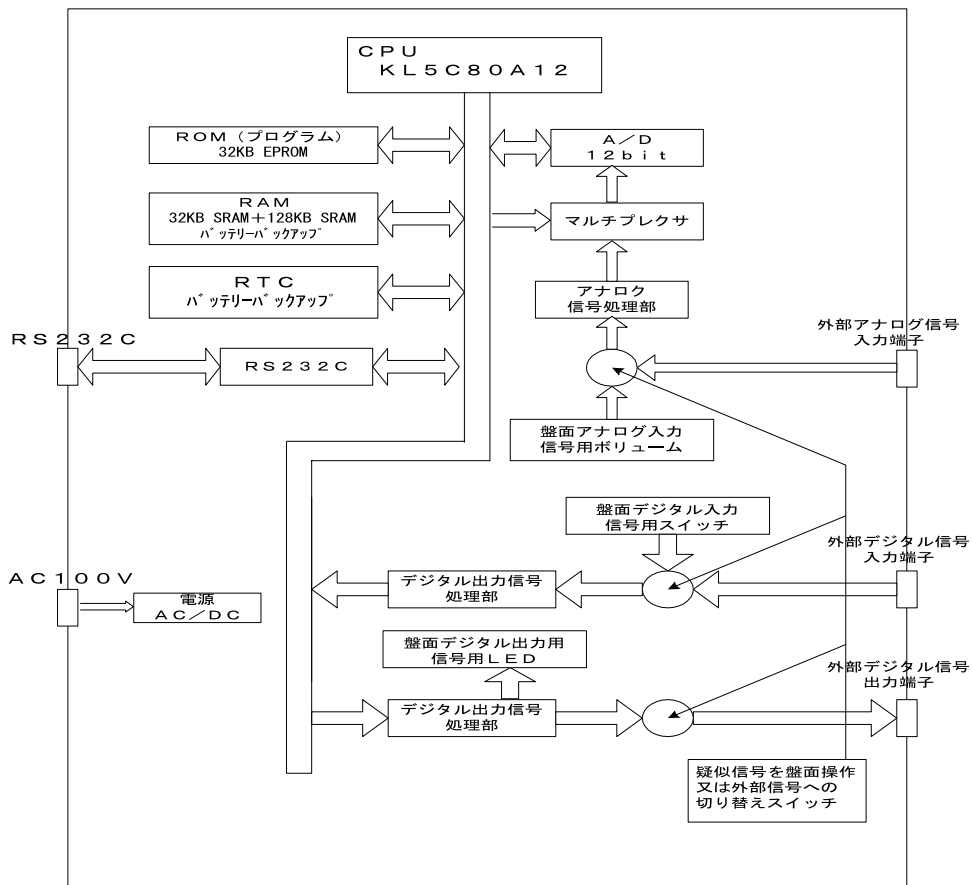 CPU
KL5C80A12
ROM（プログラム）
32KB EPROM
A／D
12bit
RAM
32KB SRAM＋128KB SRAM
バッテリーバックアップ
マルチプレクサ
RTC
バッテリーバックアップ
アナログ
信号処理部
RS232C
RS232C
外部アナログ信号
入力端子
盤面アナログ入力
信号用ボリューム
盤面デジタル入力
信号用スイッチ
外部デジタル信号
入力端子
AC100V
電源
AC／DC
デジタル出力信号
処理部
盤面デジタル出力用
信号用LED
外部デジタル信号
出力端子
デジタル出力信号
処理部
疑似信号を盤面操作
又は外部信号への
切り替えスイッチ